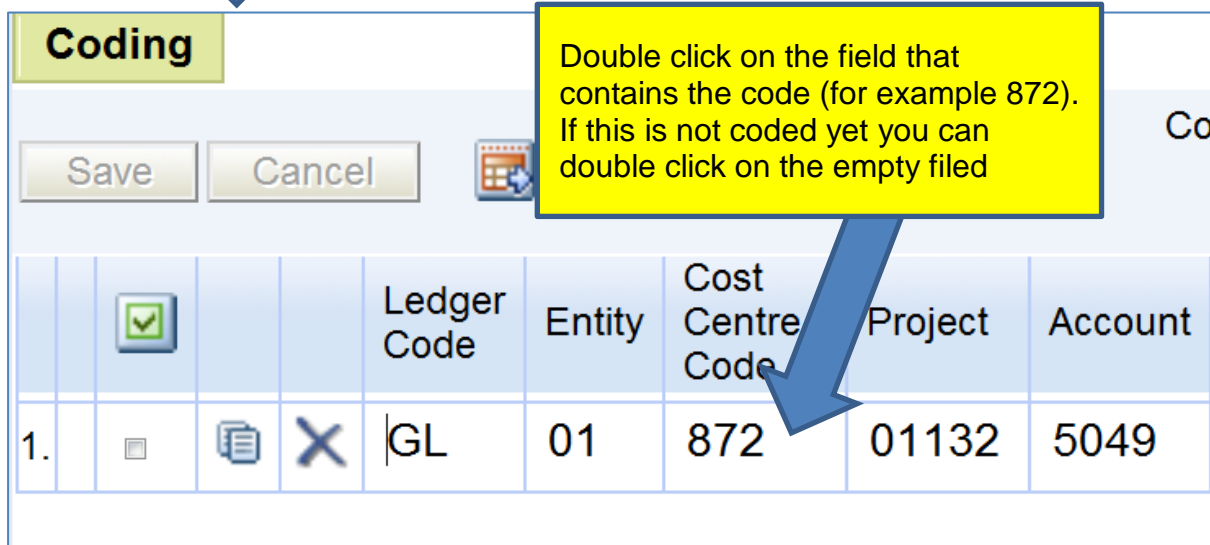 Coding
Double click on the field that
contains the code (for example 872).
If this is not coded yet you can
double click on the empty filed
Save Cancel Co
Ledger Code Entity Cost Centre Code Project Account
1. GL 01 872 01132 5049